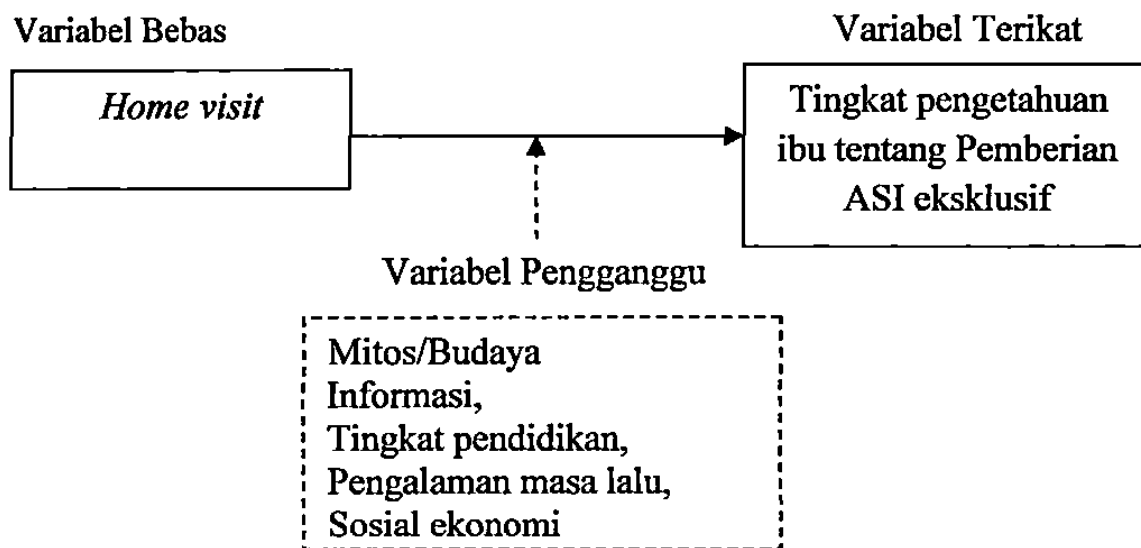 Variabel Bebas
Variabel Terikat
Home visit
Tingkat pengetahuan
ibu tentang Pemberian
ASI eksklusif
Variabel Pengganggu
Mitos/Budaya
Informasi,
Tingkat pendidikan,
Pengalaman masa lalu,
Sosial ekonomi